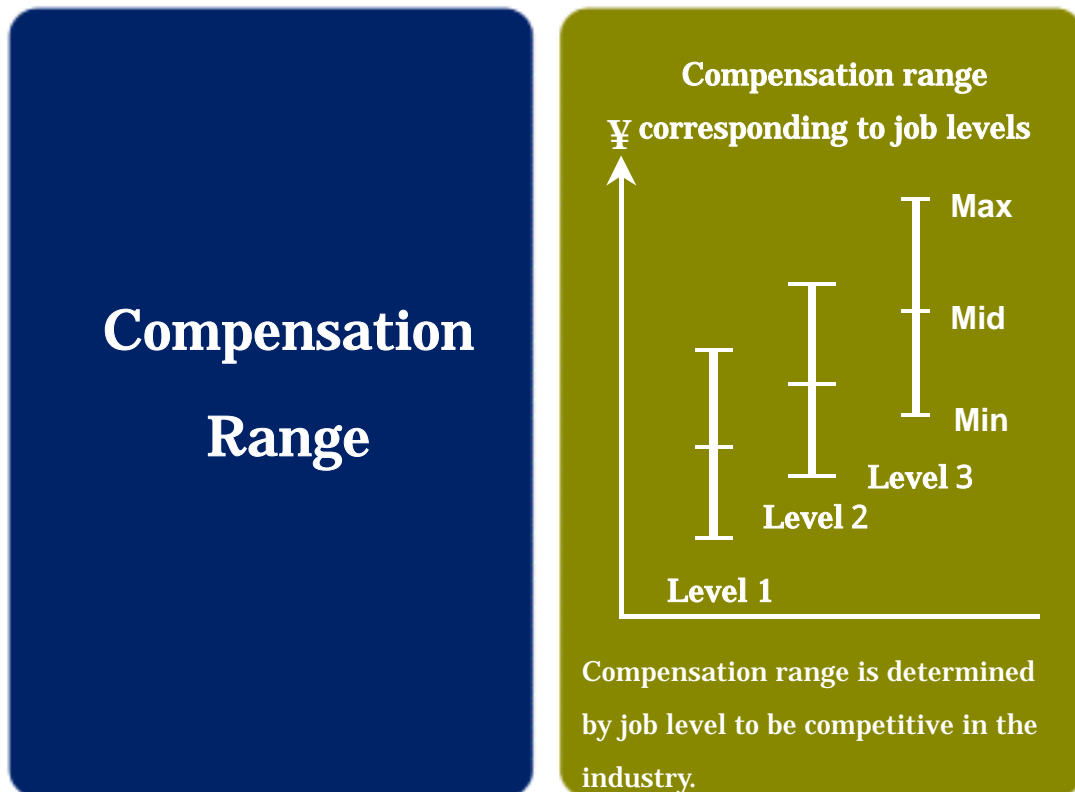 Compensation
Range
Compensation range
¥ corresponding to job levels
Max
Mid
Min
Level 3
Level 2
Level 1
Compensation range is determined
by job level to be competitive in the
industry.